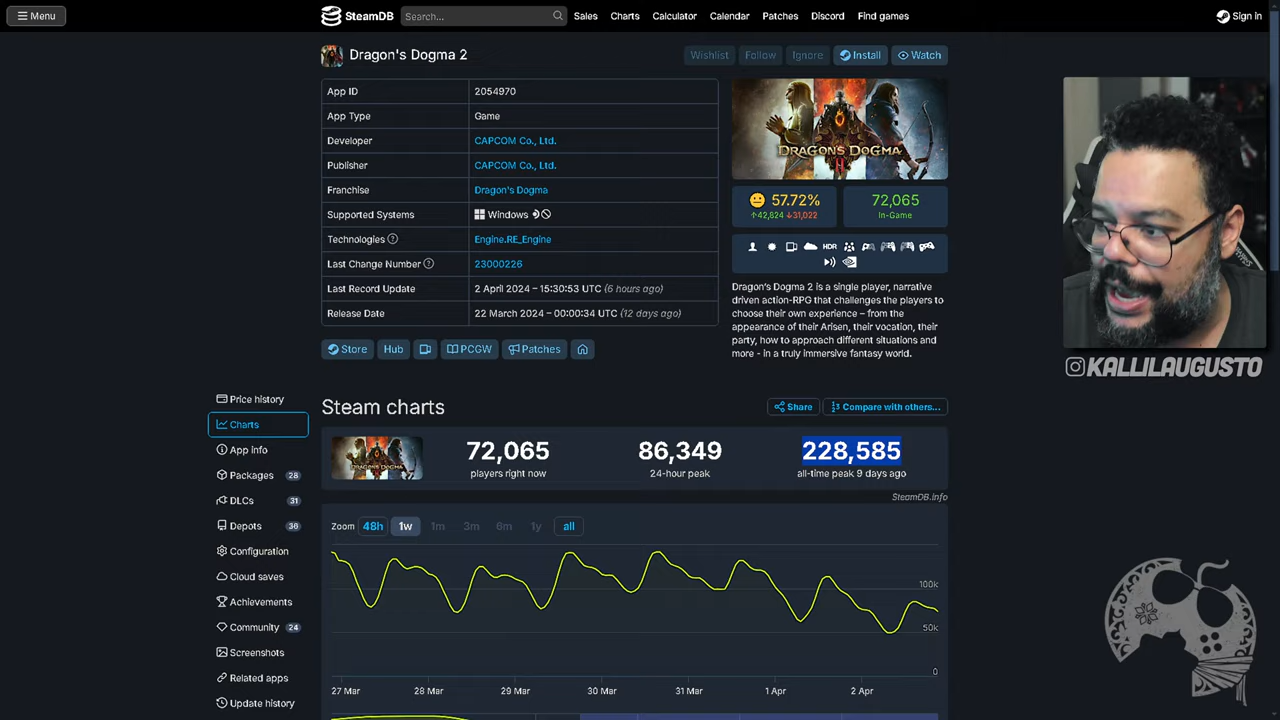 Menu
SteamDB
Search...
Sales
Charts
Calculator
Calendar
Patches
Discord
Find games
Sign in
Dragon's Dogma 2
Wishlist
Follow
Ignore
Install
Watch
App ID 2054970
App Type Game
Developer CAPCOM Co., Ltd.
Publisher CAPCOM Co., Ltd.
Franchise Dragon's Dogma
Supported Systems Windows
Technologies Engine.RE_Engine
Last Change Number 23000226
Last Record Update 2 April 2024 – 15:30:53 UTC (6 hours ago)
Release Date 22 March 2024 – 00:00:34 UTC (12 days ago)
DRAGON'S DOGMA
II
57.72%
↑42,824 ↓31,022
72,065
In-Game
HDR
Dragon's Dogma 2 is a single player, narrative
driven action-RPG that challenges the players to
choose their own experience – from the
appearance of their Arisen, their vocation, their
party, how to approach different situations and
more - in a truly immersive fantasy world.
KALLILAUGUSTO
Store
Hub
PCGW
Patches
Price history
Charts
App info
Packages 28
DLCs 31
Depots 36
Configuration
Cloud saves
Achievements
Community 24
Screenshots
Related apps
Update history
Steam charts
Share
Compare with others...
DRAGON'S DOGMA
72,065
players right now
86,349
24-hour peak
228,585
all-time peak 9 days ago
SteamDB.info
Zoom 48h 1w 1m 3m 6m 1y all
100k
50k
0
27 Mar 28 Mar 29 Mar 30 Mar 31 Mar 1 Apr 2 Apr